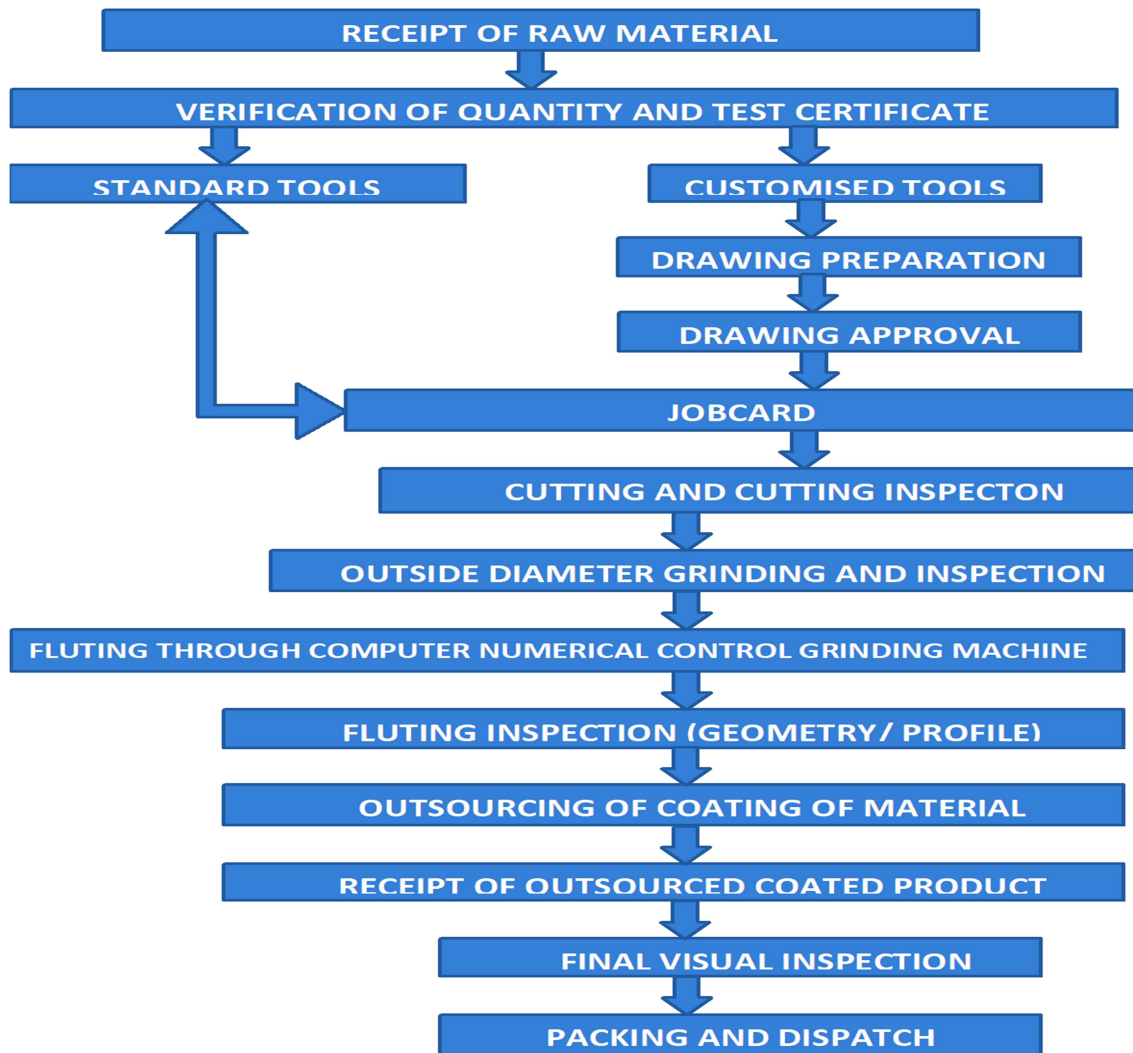 RECEIPT OF RAW MATERIAL
VERIFICATION OF QUANTITY AND TEST CERTIFICATE
STANDARD TOOLS
CUSTOMISED TOOLS
DRAWING PREPARATION
DRAWING APPROVAL
JOBCARD
CUTTING AND CUTTING INSPECTON
OUTSIDE DIAMETER GRINDING AND INSPECTION
FLUTING THROUGH COMPUTER NUMERICAL CONTROL GRINDING MACHINE
FLUTING INSPECTION (GEOMETRY/ PROFILE)
OUTSOURCING OF COATING OF MATERIAL
RECEIPT OF OUTSOURCED COATED PRODUCT
FINAL VISUAL INSPECTION
PACKING AND DISPATCH